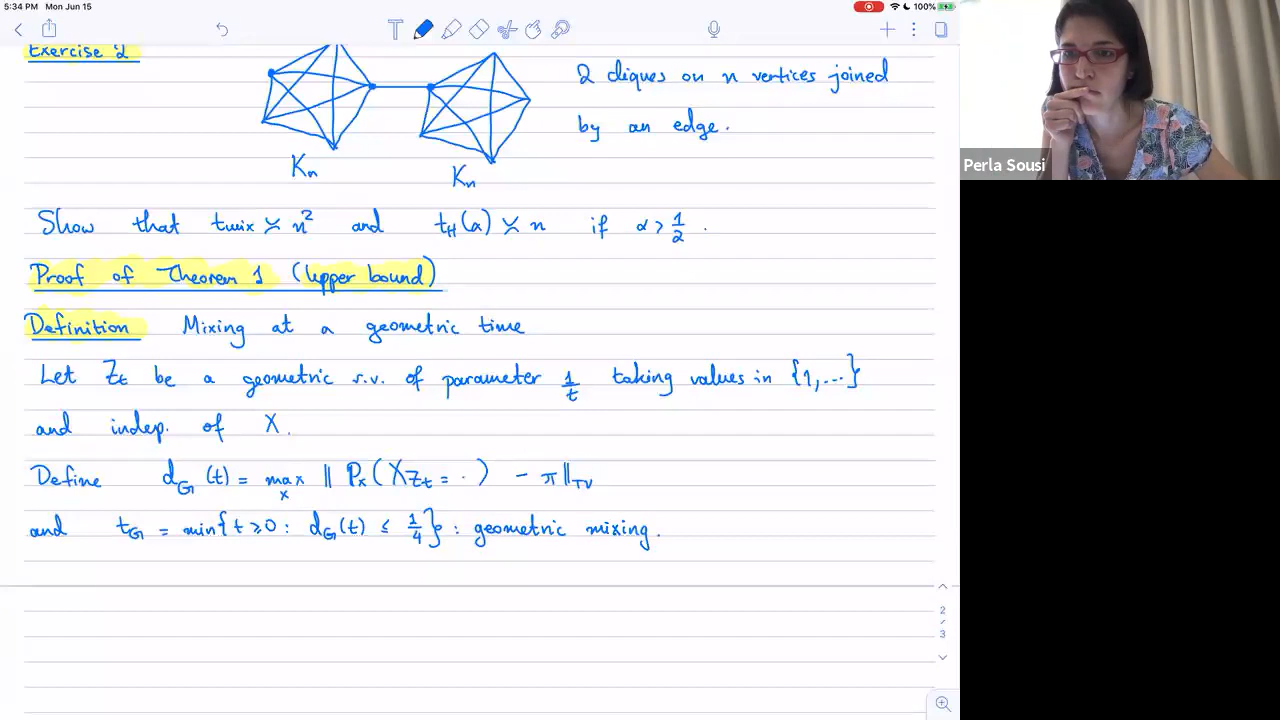 5:34 PM Mon Jun 15
100%
Exercise 2
2 cliques on n vertices joined
by an edge.
Kn
Kn
Show that tmix ≍ n² and tH(α) ≍ n if α > 1/2.
Proof of Theorem 1 (upper bound)
Definition Mixing at a geometric time
Let Zt be a geometric r.v. of parameter 1/t taking values in {1,...}
and indep. of X.
Define dG(t) = max x ‖ Px(XZt = ·) - π‖TV
and tG = min{t ≥ 0 : dG(t) ≤ 1/4} : geometric mixing.
Perla Sousi
2
3